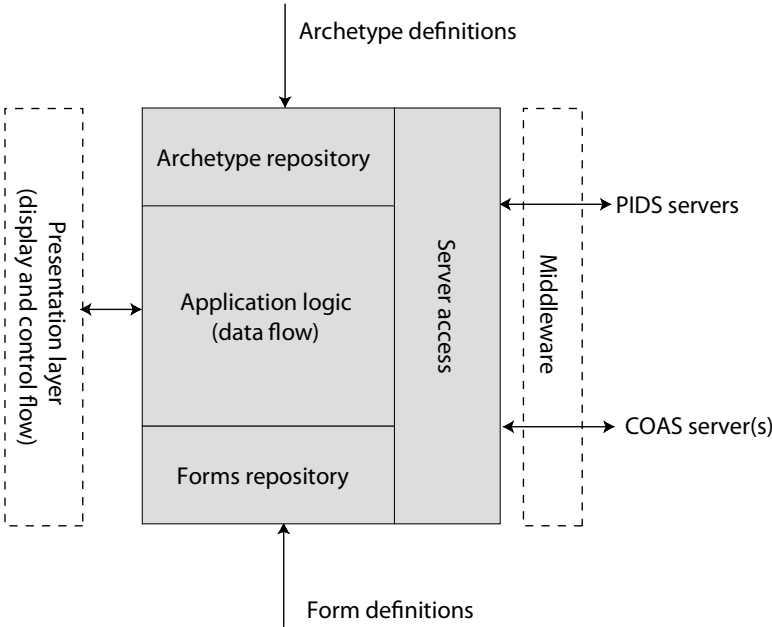 Archetype definitions
Archetype repository
Presentation layer
(display and control flow)
Application logic
(data flow)
Server access
Middleware
PIDS servers
COAS server(s)
Forms repository
Form definitions